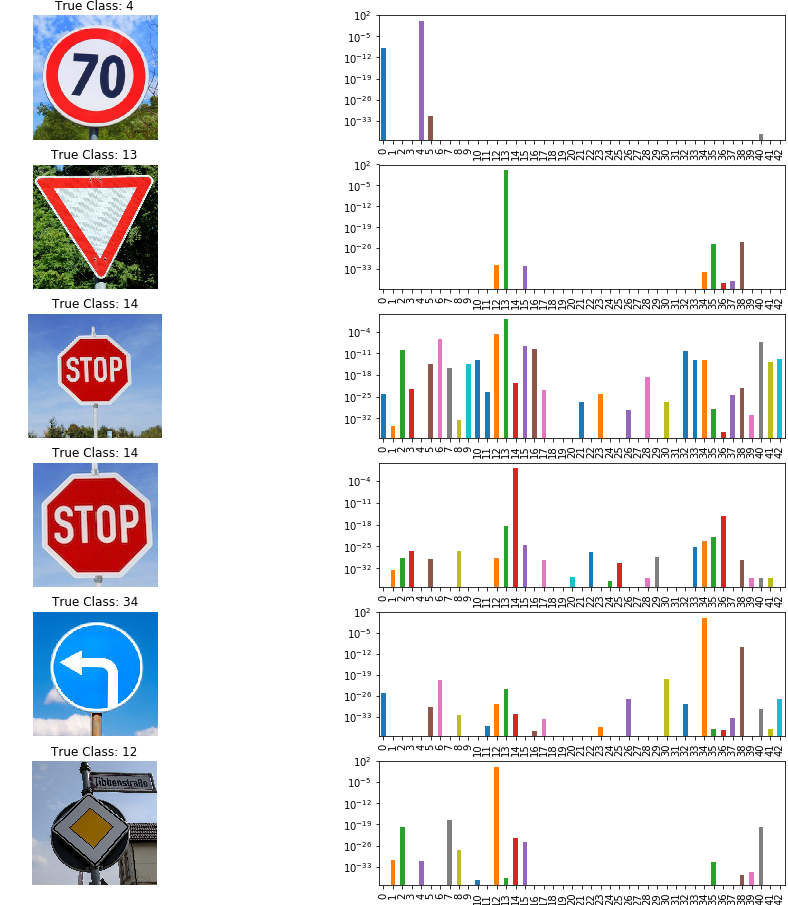 True Class: 4
70
10² 10⁻⁵ 10⁻¹² 10⁻¹⁹ 10⁻²⁶ 10⁻³³
0 1 2 3 4 5 6 7 8 9 10 11 12 13 14 15 16 17 18 19 20 21 22 23 24 25 26 27 28 29 30 31 32 33 34 35 36 37 38 39 40 41 42
True Class: 13
10² 10⁻⁵ 10⁻¹² 10⁻¹⁹ 10⁻²⁶ 10⁻³³
0 1 2 3 4 5 6 7 8 9 10 11 12 13 14 15 16 17 18 19 20 21 22 23 24 25 26 27 28 29 30 31 32 33 34 35 36 37 38 39 40 41 42
True Class: 14
STOP
10⁻⁴ 10⁻¹¹ 10⁻¹⁸ 10⁻²⁵ 10⁻³²
0 1 2 3 4 5 6 7 8 9 10 11 12 13 14 15 16 17 18 19 20 21 22 23 24 25 26 27 28 29 30 31 32 33 34 35 36 37 38 39 40 41 42
True Class: 14
STOP
10⁻⁴ 10⁻¹¹ 10⁻¹⁸ 10⁻²⁵ 10⁻³²
0 1 2 3 4 5 6 7 8 9 10 11 12 13 14 15 16 17 18 19 20 21 22 23 24 25 26 27 28 29 30 31 32 33 34 35 36 37 38 39 40 41 42
True Class: 34
10² 10⁻⁵ 10⁻¹² 10⁻¹⁹ 10⁻²⁶ 10⁻³³
0 1 2 3 4 5 6 7 8 9 10 11 12 13 14 15 16 17 18 19 20 21 22 23 24 25 26 27 28 29 30 31 32 33 34 35 36 37 38 39 40 41 42
True Class: 12
Tibbenstraße
10² 10⁻⁵ 10⁻¹² 10⁻¹⁹ 10⁻²⁶ 10⁻³³
0 1 2 3 4 5 6 7 8 9 10 11 12 13 14 15 16 17 18 19 20 21 22 23 24 25 26 27 28 29 30 31 32 33 34 35 36 37 38 39 40 41 42